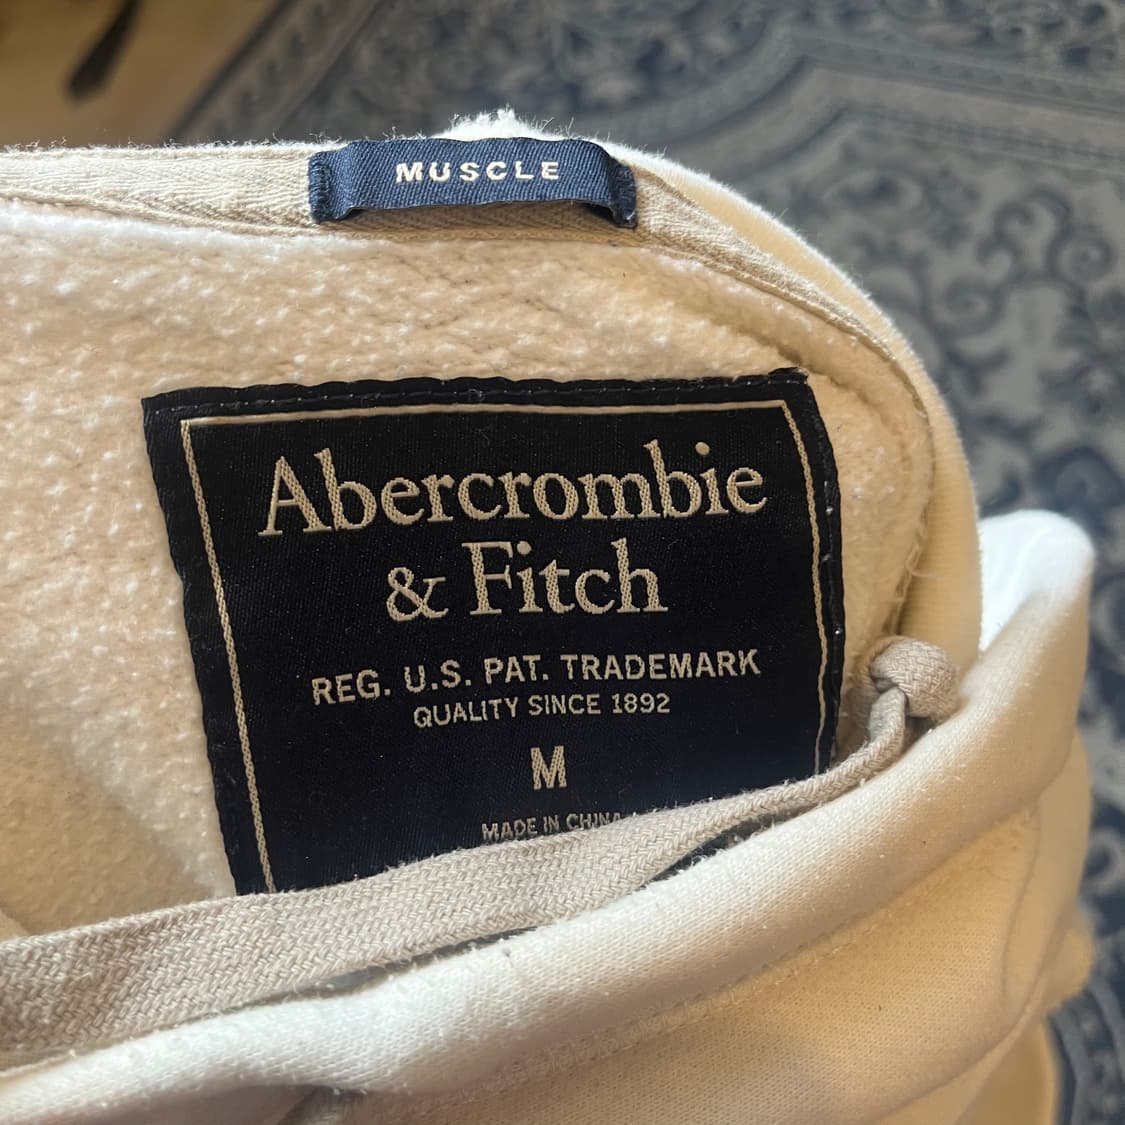 MUSCLE
Abercrombie
& Fitch
REG. U.S. PAT. TRADEMARK
QUALITY SINCE 1892
M
MADE IN CHINA